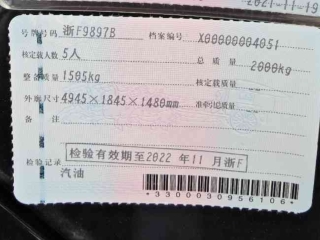 2021-11-19
号牌号码 浙F9897B 档案编号 X00000004051
核定载人数 5人 总质量 2000kg
整备质量 1505kg 核定载质量
外廓尺寸 4945×1845×1480mm 准牵引总质量
备注
检验记录 检验有效期至2022年11月浙F
汽油
*3300030956106*